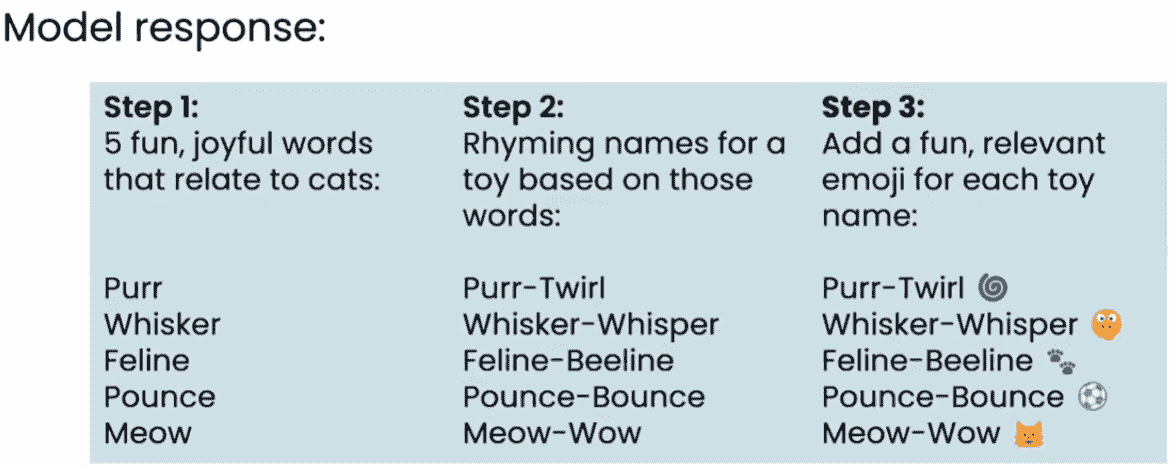 Model response:
Step 1:
5 fun, joyful words
that relate to cats:
Purr
Whisker
Feline
Pounce
Meow
Step 2:
Rhyming names for a
toy based on those
words:
Purr-Twirl
Whisker-Whisper
Feline-Beeline
Pounce-Bounce
Meow-Wow
Step 3:
Add a fun, relevant
emoji for each toy
name:
Purr-Twirl 🌀
Whisker-Whisper
Feline-Beeline 🐾
Pounce-Bounce ⚽
Meow-Wow 🐱